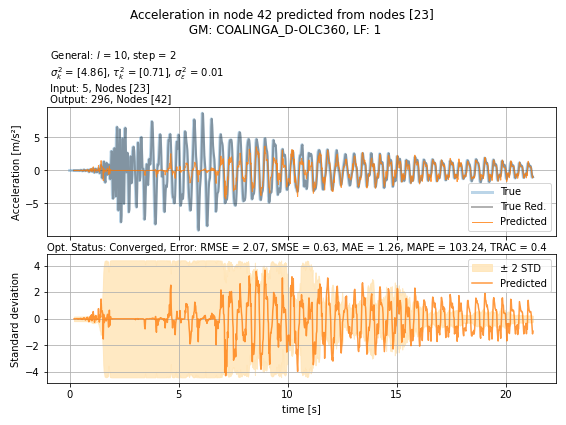 Acceleration in node 42 predicted from nodes [23]
GM: COALINGA_D-OLC360, LF: 1
General: l = 10, step = 2
σ²ₖ = [4.86], τ²ₖ = [0.71], σ²ε = 0.01
Input: 5, Nodes [23]
Output: 296, Nodes [42]
Acceleration [m/s²]
5
0
−5
True
True Red.
Predicted
Opt. Status: Converged, Error: RMSE = 2.07, SMSE = 0.63, MAE = 1.26, MAPE = 103.24, TRAC = 0.4
Standard deviation
4
2
0
−2
−4
± 2 STD
Predicted
0 5 10 15 20
time [s]